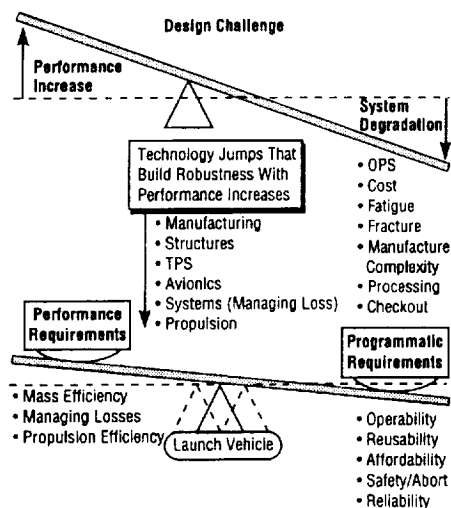 Design Challenge
Performance
Increase
System
Degradation
Technology Jumps That
Build Robustness With
Performance Increases
• Manufacturing
• Structures
• TPS
• Avionics
• Systems (Managing Loss)
• Propulsion
• OPS
• Cost
• Fatigue
• Fracture
• Manufacture
Complexity
• Processing
• Checkout
Performance
Requirements
Programmatic
Requirements
• Mass Efficiency
• Managing Losses
• Propulsion Efficiency
Launch Vehicle
• Operability
• Reusability
• Affordability
• Safety/Abort
• Reliability